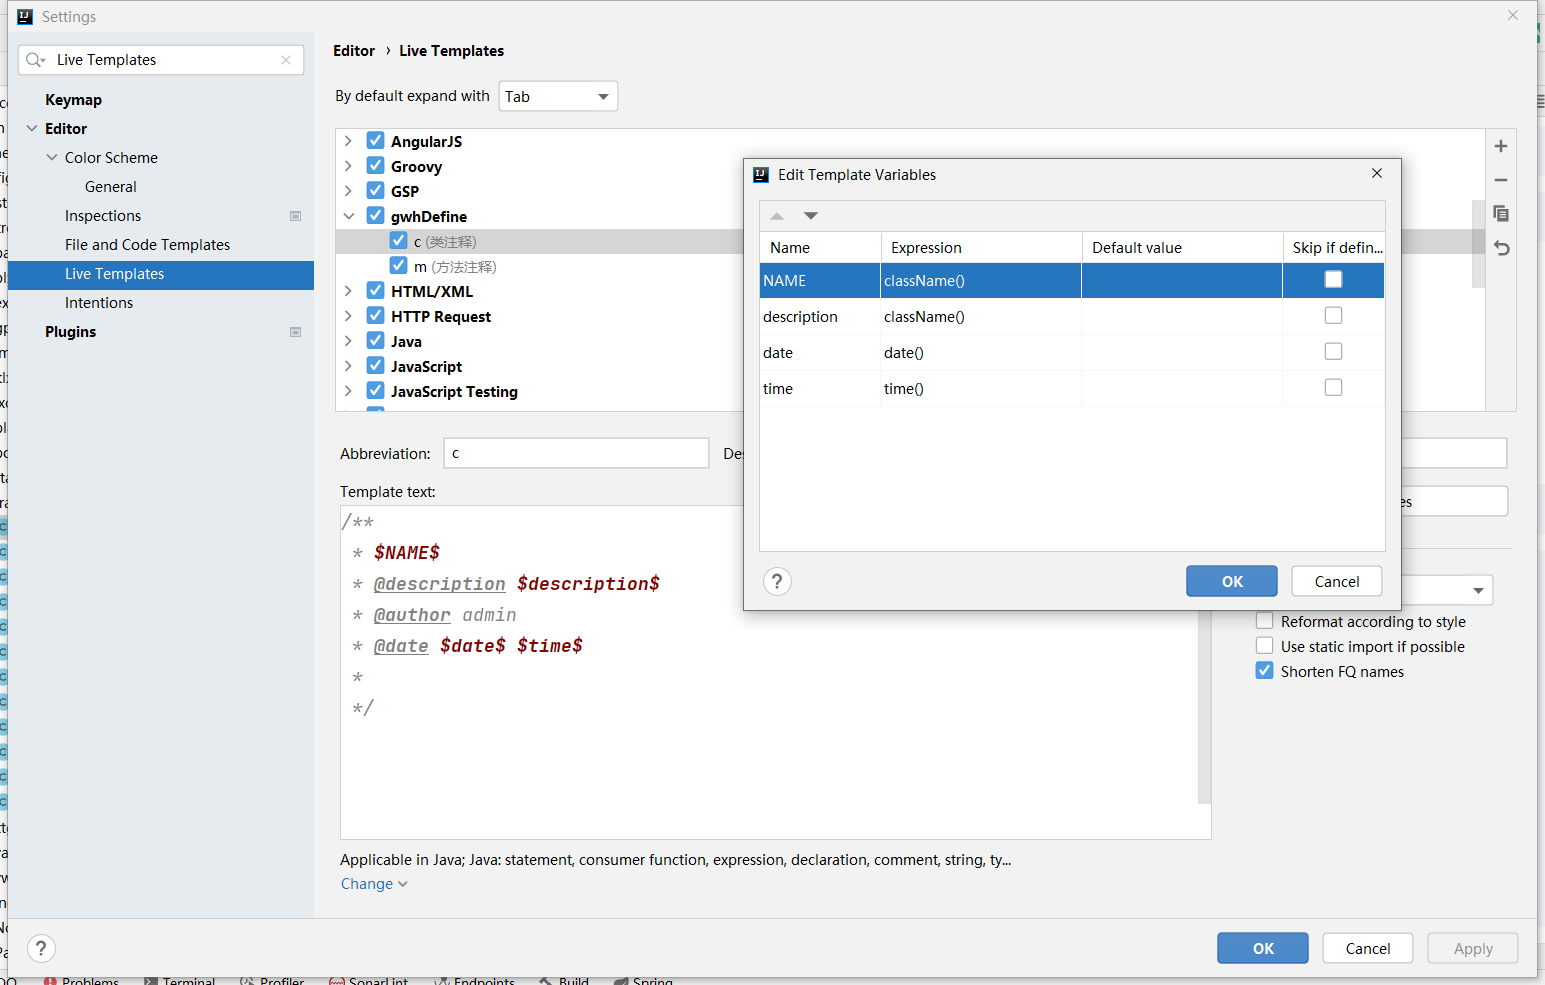 Settings
Live Templates
Keymap
Editor
Color Scheme
General
Inspections
File and Code Templates
Live Templates
Intentions
Plugins
Editor › Live Templates
By default expand with Tab
AngularJS
Groovy
GSP
gwhDefine
c (类注释)
m (方法注释)
HTML/XML
HTTP Request
Java
JavaScript
JavaScript Testing
Abbreviation: c
Template text:
/**
* $NAME$
* @description $description$
* @author admin
* @date $date$ $time$
*
*/
Applicable in Java; Java: statement, consumer function, expression, declaration, comment, string, ty...
Change
Edit Template Variables
Name Expression Default value Skip if defin...
NAME className()
description className()
date date()
time time()
? OK Cancel
Reformat according to style
Use static import if possible
Shorten FQ names
? OK Cancel Apply
Problems Terminal Profiler SonarLint Endpoints Build Spring